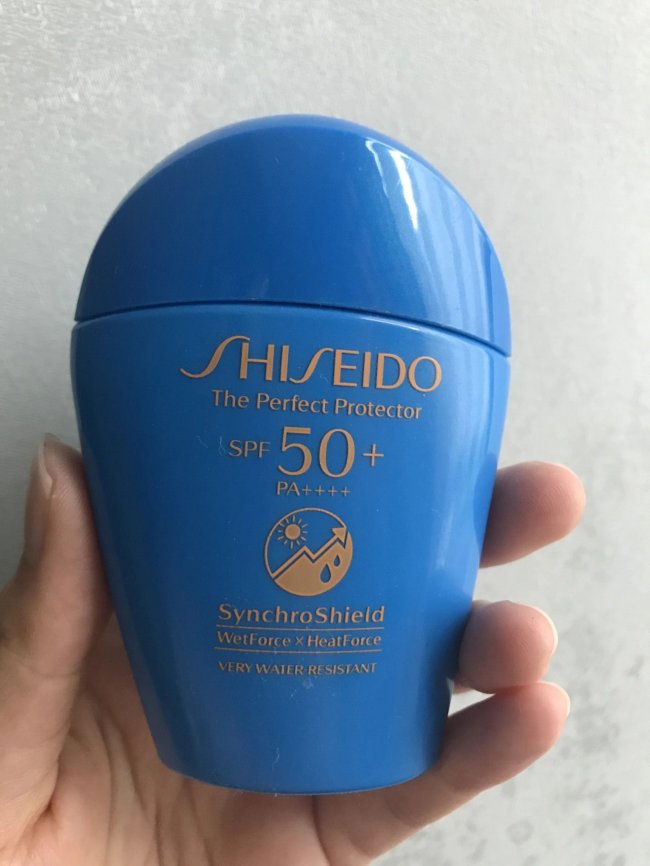 SHISEIDO
The Perfect Protector
SPF 50+
PA++++
SynchroShield
WetForce × HeatForce
VERY WATER-RESISTANT